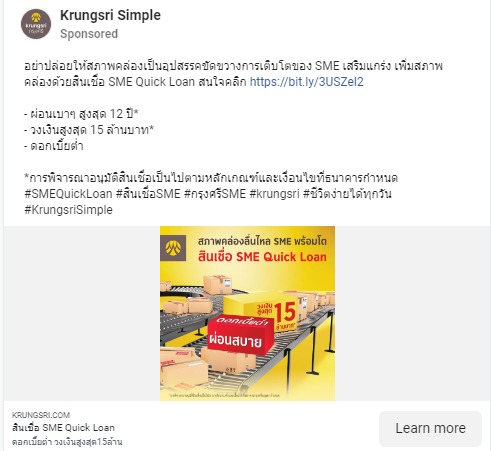 Krungsri Simple
Sponsored
อย่าปล่อยให้สภาพคล่องเป็นอุปสรรคขัดขวางการเติบโตของ SME เสริมแกร่ง เพิ่มสภาพ
คล่องด้วยสินเชื่อ SME Quick Loan สนใจคลิก https://bit.ly/3USZeI2
- ผ่อนเบาๆ สูงสุด 12 ปี*
- วงเงินสูงสุด 15 ล้านบาท*
- ดอกเบี้ยต่ำ
*การพิจารณาอนุมัติสินเชื่อเป็นไปตามหลักเกณฑ์และเงื่อนไขที่ธนาคารกำหนด
#SMEQuickLoan #สินเชื่อSME #กรุงศรีSME #krungsri #ชีวิตง่ายได้ทุกวัน
#KrungsriSimple
สภาพคล่องลื่นไหล SME พร้อมโต
สินเชื่อ SME Quick Loan
วงเงิน
สูงสุด
15
ล้านบาท*
ดอกเบี้ยต่ำ
ผ่อนสบาย
KRUNGSRI.COM
สินเชื่อ SME Quick Loan
ดอกเบี้ยต่ำ วงเงินสูงสุด15ล้าน
Learn more